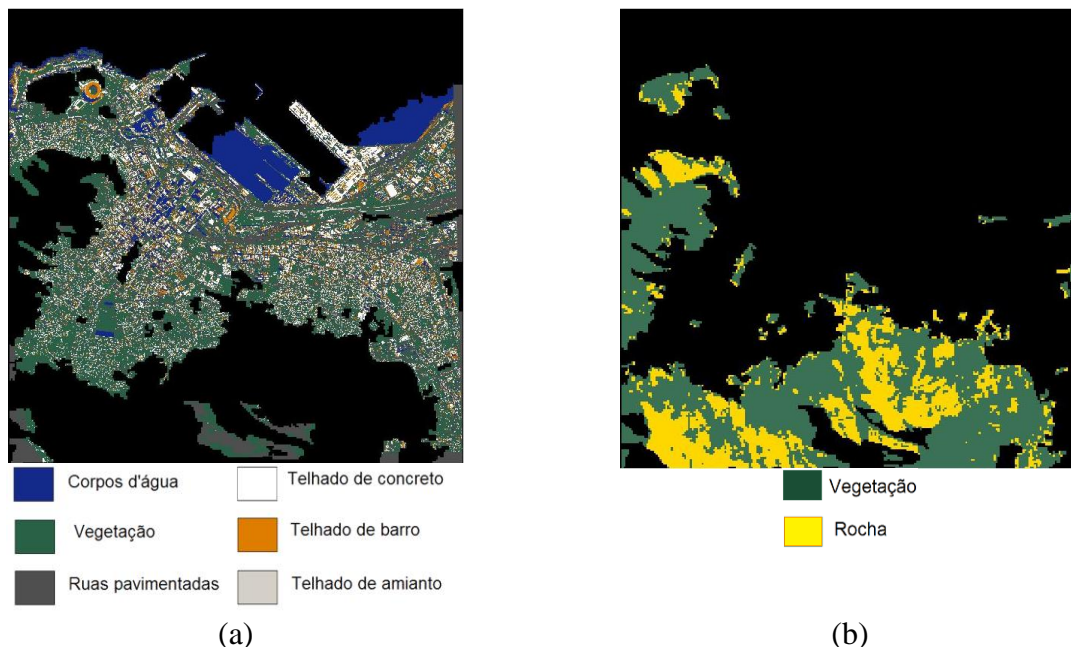 Corpos d'água
Telhado de concreto
Vegetação
Telhado de barro
Ruas pavimentadas
Telhado de amianto
(a)
Vegetação
Rocha
(b)